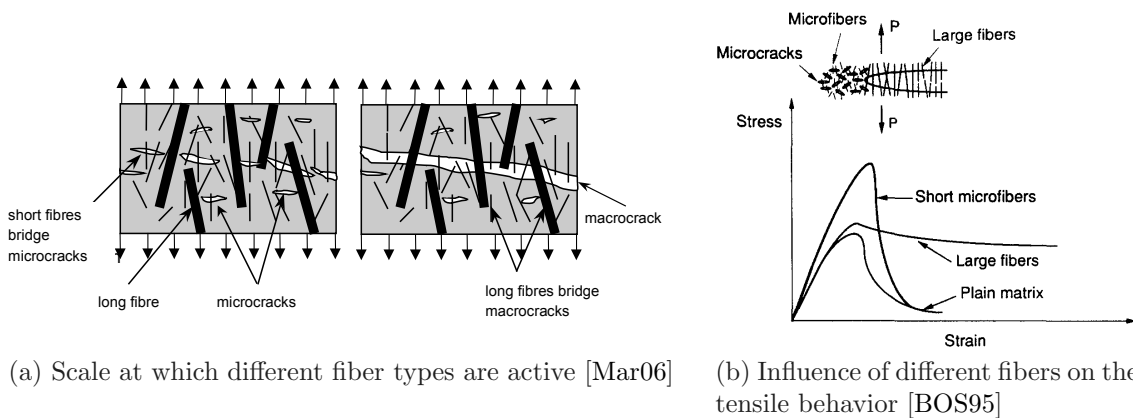 short fibres
bridge
microcracks
long fibre
microcracks
long fibres bridge
macrocracks
macrocrack
(a) Scale at which different fiber types are active [Mar06]
Microfibers
Microcracks
P
Large fibers
P
Stress
Short microfibers
Large fibers
Plain matrix
Strain
(b) Influence of different fibers on the
tensile behavior [BOS95]